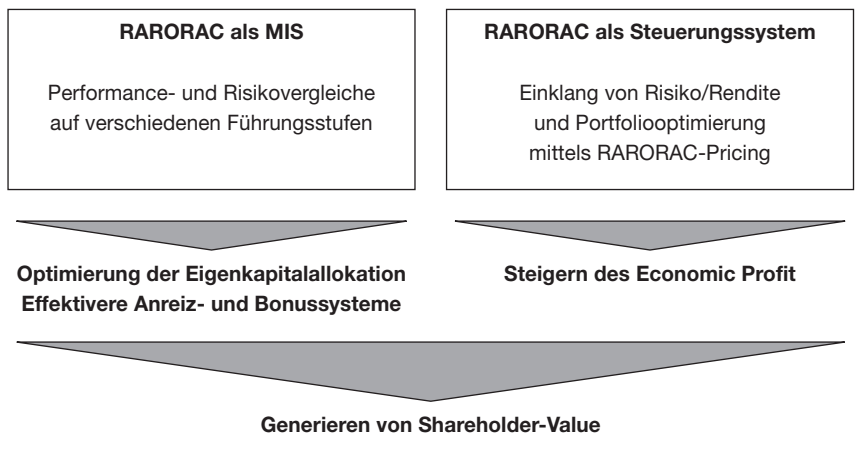 RARORAC als MIS
Performance- und Risikovergleiche
auf verschiedenen Führungsstufen
RARORAC als Steuerungssystem
Einklang von Risiko/Rendite
und Portfoliooptimierung
mittels RARORAC-Pricing
Optimierung der Eigenkapitalallokation
Effektivere Anreiz- und Bonussysteme
Steigern des Economic Profit
Generieren von Shareholder-Value